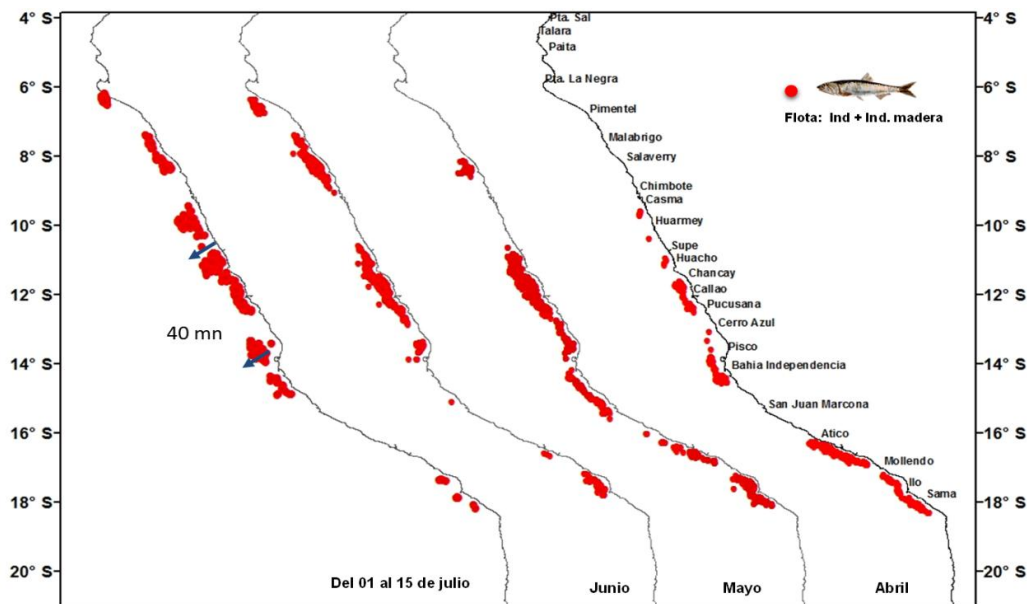 4° S
6° S
8° S
10° S
12° S
14° S
16° S
18° S
20° S
Pta. Sal
Talara
Paita
Pta. La Negra
Pimentel
Malabrigo
Salaverry
Chimbote
Casma
Huarmey
Supe
Huacho
Chancay
Callao
Pucusana
Cerro Azul
Pisco
Bahia Independencia
San Juan Marcona
Atico
Mollendo
Ilo
Sama
Flota: Ind + Ind. madera
40 mn
Del 01 al 15 de julio
Junio
Mayo
Abril
4° S
6° S
8° S
10° S
12° S
14° S
16° S
18° S
20° S